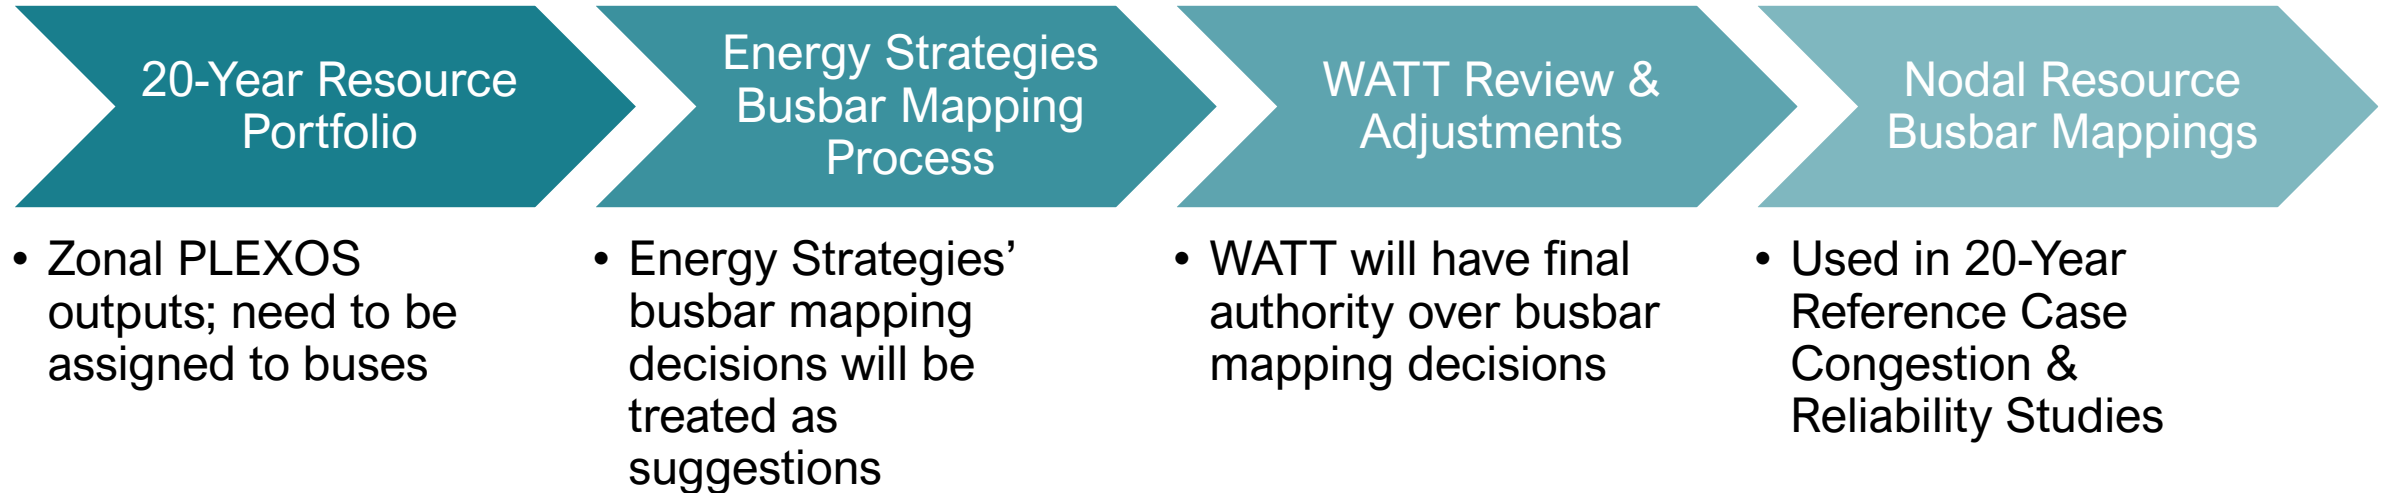 20-Year Resource
Portfolio
Energy Strategies
Busbar Mapping
Process
WATT Review &
Adjustments
Nodal Resource
Busbar Mappings
• Zonal PLEXOS
outputs; need to be
assigned to buses
• Energy Strategies’
busbar mapping
decisions will be
treated as
suggestions
• WATT will have final
authority over busbar
mapping decisions
• Used in 20-Year
Reference Case
Congestion &
Reliability Studies